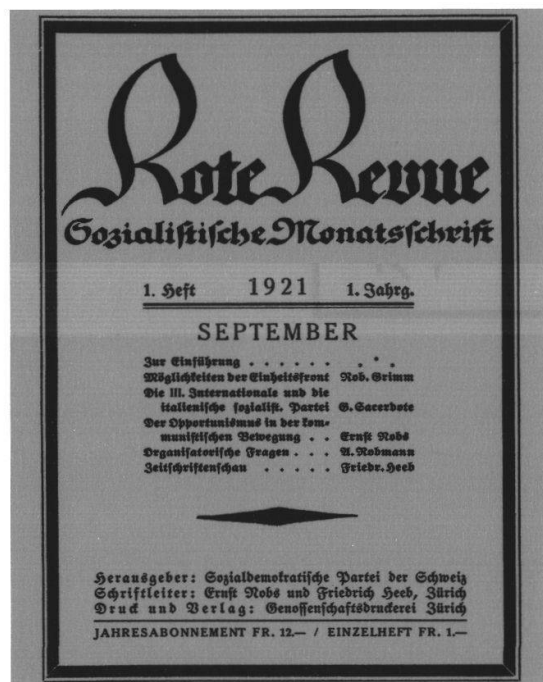 Rote Revue
Sozialistische Monatsschrift
1. Heft 1921 1. Jahrg.
SEPTEMBER
Zur Einführung . . . . . . * * *
Möglichkeiten der Einheitsfront Rob. Grimm
Die III. Internationale und die
italienische sozialist. Partei G. Sacerdote
Der Opportunismus in der kom-
munistischen Bewegung . . Ernst Nobs
Organisatorische Fragen . . . A. Robmann
Zeitschriftenschau . . . . . Friedr. Heeb
Herausgeber: Sozialdemokratische Partei der Schweiz
Schriftleiter: Ernst Nobs und Friedrich Heeb, Zürich
Druck und Verlag: Genossenschaftsdruckerei Zürich
JAHRESABONNEMENT FR. 12.— / EINZELHEFT FR. 1.—